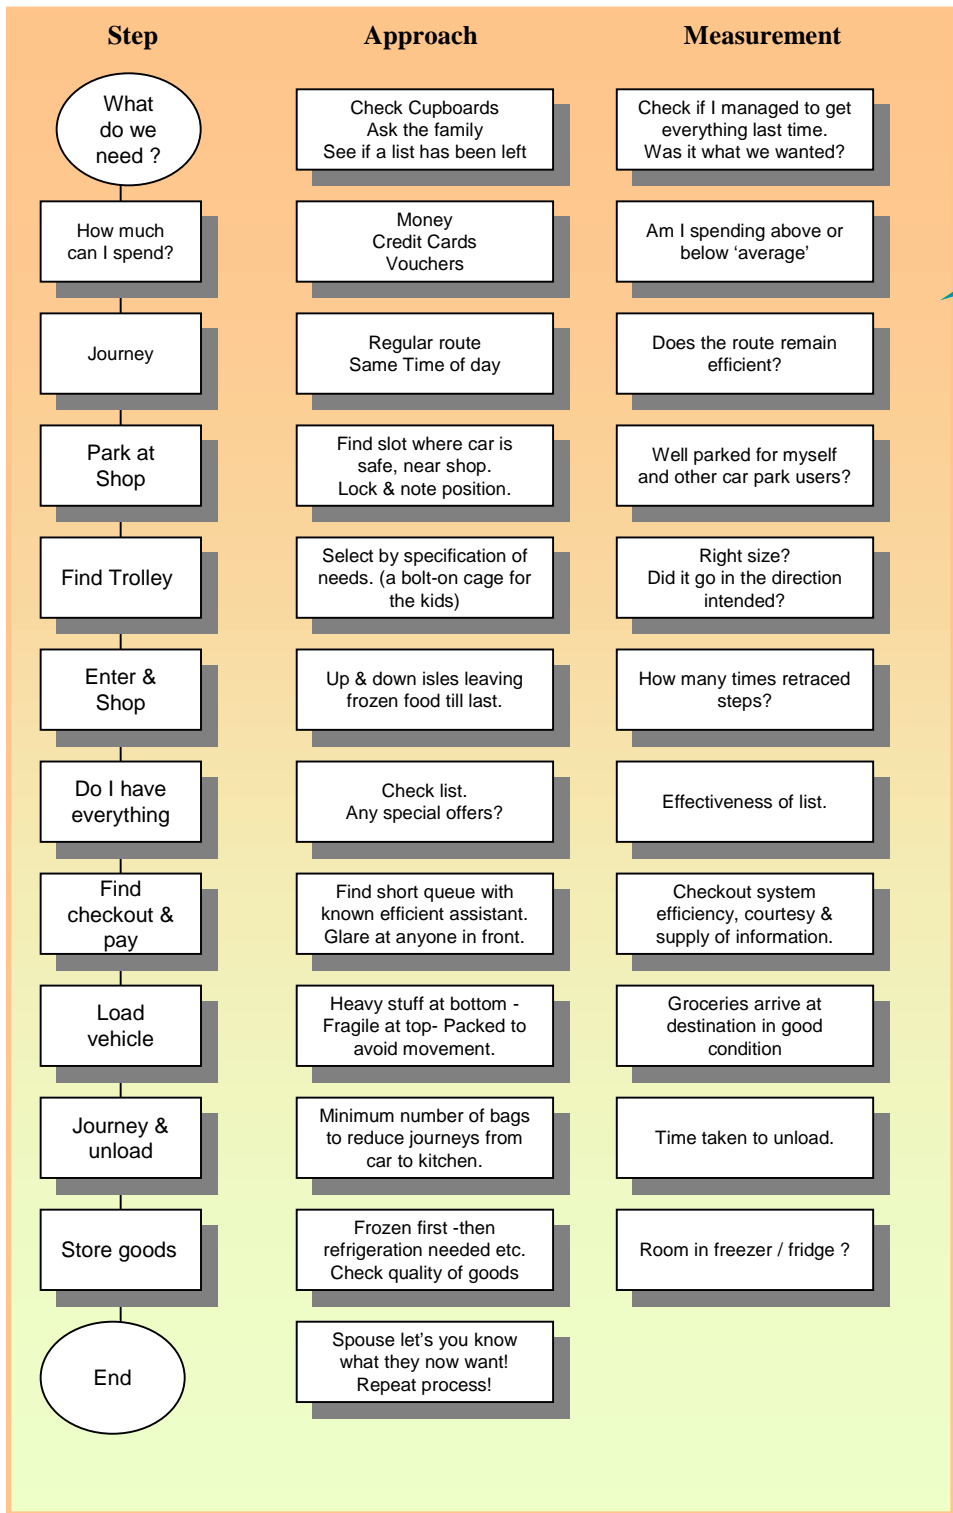 Step
Approach
Measurement
What
do we
need ?
Check Cupboards
Ask the family
See if a list has been left
Check if I managed to get
everything last time.
Was it what we wanted?
How much
can I spend?
Money
Credit Cards
Vouchers
Am I spending above or
below ‘average’
Journey
Regular route
Same Time of day
Does the route remain
efficient?
Park at
Shop
Find slot where car is
safe, near shop.
Lock & note position.
Well parked for myself
and other car park users?
Find Trolley
Select by specification of
needs. (a bolt-on cage for
the kids)
Right size?
Did it go in the direction
intended?
Enter &
Shop
Up & down isles leaving
frozen food till last.
How many times retraced
steps?
Do I have
everything
Check list.
Any special offers?
Effectiveness of list.
Find
checkout &
pay
Find short queue with
known efficient assistant.
Glare at anyone in front.
Checkout system
efficiency, courtesy &
supply of information.
Load
vehicle
Heavy stuff at bottom -
Fragile at top- Packed to
avoid movement.
Groceries arrive at
destination in good
condition
Journey &
unload
Minimum number of bags
to reduce journeys from
car to kitchen.
Time taken to unload.
Store goods
Frozen first -then
refrigeration needed etc.
Check quality of goods
Room in freezer / fridge ?
End
Spouse let's you know
what they now want!
Repeat process!